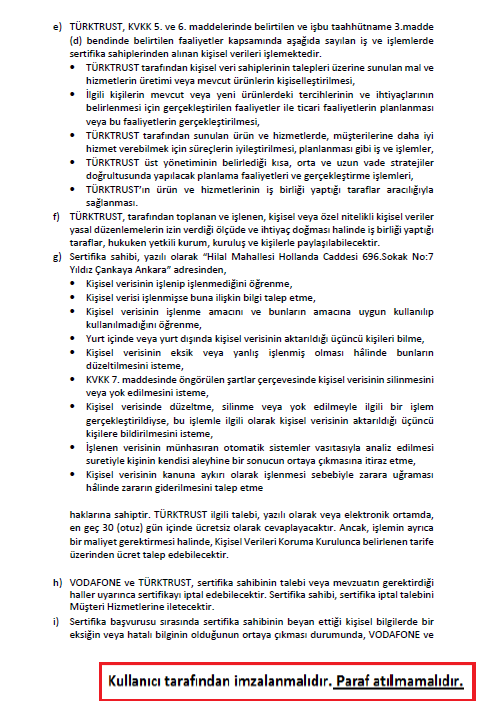 e) TÜRKTRUST, KVKK 5. ve 6. maddelerinde belirtilen ve işbu taahhütname 3.madde
(d) bendinde belirtilen faaliyetler kapsamında aşağıda sayılan iş ve işlemlerde
sertifika sahiplerinden alınan kişisel verileri işlemektedir.
• TÜRKTRUST tarafından kişisel veri sahiplerinin talepleri üzerine sunulan mal ve
hizmetlerin üretimi veya mevcut ürünlerin kişiselleştirilmesi,
• İlgili kişilerin mevcut veya yeni ürünlerdeki tercihlerinin ve ihtiyaçlarının
belirlenmesi için gerçekleştirilen faaliyetler ile ticari faaliyetlerin planlanması
veya bu faaliyetlerin gerçekleştirilmesi,
• TÜRKTRUST tarafından sunulan ürün ve hizmetlerde, müşterilerine daha iyi
hizmet verebilmek için süreçlerin iyileştirilmesi, planlanması gibi iş ve işlemler,
• TÜRKTRUST üst yönetiminin belirlediği kısa, orta ve uzun vade stratejiler
doğrultusunda yapılacak planlama faaliyetleri ve gerçekleştirme işlemleri,
• TÜRKTRUST'ın ürün ve hizmetlerinin iş birliği yaptığı taraflar aracılığıyla
sağlanması.
f) TÜRKTRUST, tarafından toplanan ve işlenen, kişisel veya özel nitelikli kişisel veriler
yasal düzenlemelerin izin verdiği ölçüde ve ihtiyaç doğması halinde iş birliği yaptığı
taraflar, hukuken yetkili kurum, kuruluş ve kişilerle paylaşılabilecektir.
g) Sertifika sahibi, yazılı olarak "Hilal Mahallesi Hollanda Caddesi 696.Sokak No:7
Yıldız Çankaya Ankara" adresinden,
• Kişisel verisinin işlenip işlenmediğini öğrenme,
• Kişisel verisi işlenmişse buna ilişkin bilgi talep etme,
• Kişisel verisinin işlenme amacını ve bunların amacına uygun kullanılıp
kullanılmadığını öğrenme,
• Yurt içinde veya yurt dışında kişisel verisinin aktarıldığı üçüncü kişileri bilme,
• Kişisel verisinin eksik veya yanlış işlenmiş olması hâlinde bunların
düzeltilmesini isteme,
• KVKK 7. maddesinde öngörülen şartlar çerçevesinde kişisel verisinin silinmesini
veya yok edilmesini isteme,
• Kişisel verisinde düzeltme, silinme veya yok edilmeyle ilgili bir işlem
gerçekleştirildiyse, bu işlemle ilgili olarak kişisel verisinin aktarıldığı üçüncü
kişilere bildirilmesini isteme,
• İşlenen verisinin münhasıran otomatik sistemler vasıtasıyla analiz edilmesi
suretiyle kişinin kendisi aleyhine bir sonucun ortaya çıkmasına itiraz etme,
• Kişisel verisinin kanuna aykırı olarak işlenmesi sebebiyle zarara uğraması
hâlinde zararın giderilmesini talep etme
haklarına sahiptir. TÜRKTRUST ilgili talebi, yazılı olarak veya elektronik ortamda,
en geç 30 (otuz) gün içinde ücretsiz olarak cevaplayacaktır. Ancak, işlemin ayrıca
bir maliyet gerektirmesi halinde, Kişisel Verileri Koruma Kurulunca belirlenen tarife
üzerinden ücret talep edebilecektir.
h) VODAFONE ve TÜRKTRUST, sertifika sahibinin talebi veya mevzuatın gerektirdiği
haller uyarınca sertifikayı iptal edebilecektir. Sertifika sahibi, sertifika iptal talebini
Müşteri Hizmetlerine iletecektir.
i) Sertifika başvurusu sırasında sertifika sahibinin beyan ettiği kişisel bilgilerde bir
eksiğin veya hatalı bilginin olduğunun ortaya çıkması durumunda, VODAFONE ve
Kullanıcı tarafından imzalanmalıdır. Paraf atılmamalıdır.